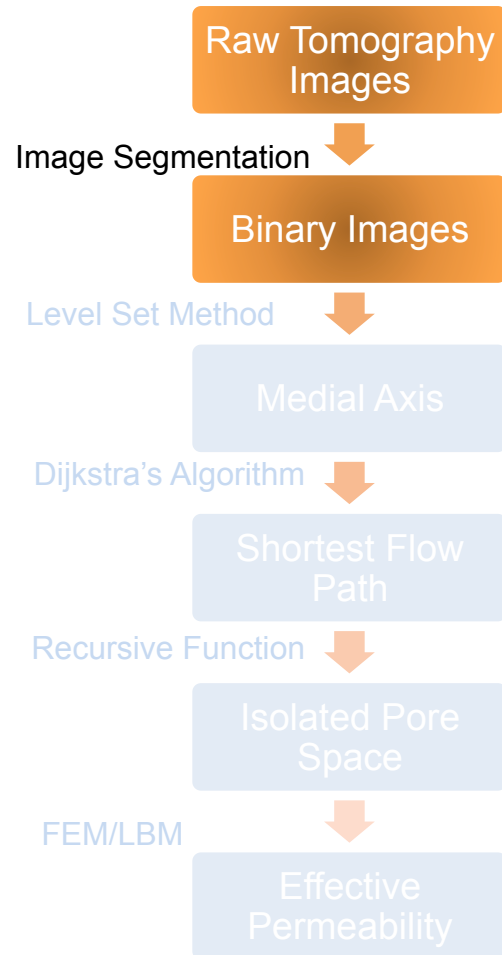 Raw Tomography
Images
Image Segmentation
Binary Images
Level Set Method
Medial Axis
Dijkstra’s Algorithm
Shortest Flow
Path
Recursive Function
Isolated Pore
Space
FEM/LBM
Effective
Permeability